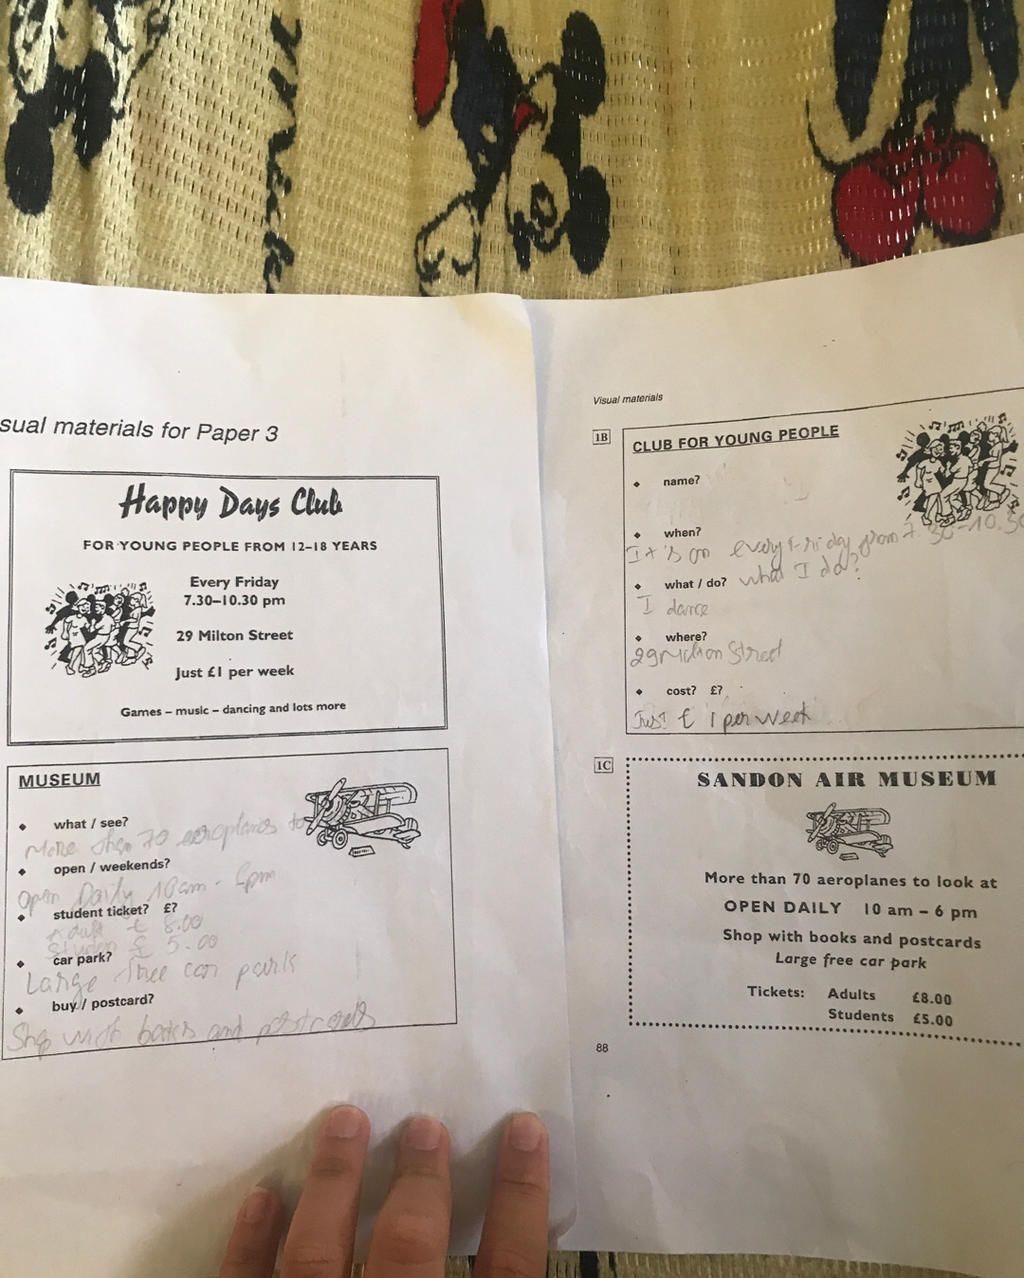 sual materials for Paper 3
Happy Days Club
FOR YOUNG PEOPLE FROM 12–18 YEARS
Every Friday
7.30–10.30 pm
29 Milton Street
Just £1 per week
Games – music – dancing and lots more
MUSEUM
what / see?
More than 70 aeroplanes to
open / weekends?
Open Daily 10am -
student ticket? £?
Adult £ 8.00
Student £ 5.00
car park?
Large free car park
buy / postcard?
Shop with books and postcards
Visual materials
1B
CLUB FOR YOUNG PEOPLE
name?
when?
It's on every Friday from 7.30-10.30
what / do? what I do?
I dance
where?
29 Milton Street
cost? £?
Just £ 1 per week
1C
SANDON AIR MUSEUM
More than 70 aeroplanes to look at
OPEN DAILY 10 am – 6 pm
Shop with books and postcards
Large free car park
Tickets: Adults £8.00
Students £5.00
88